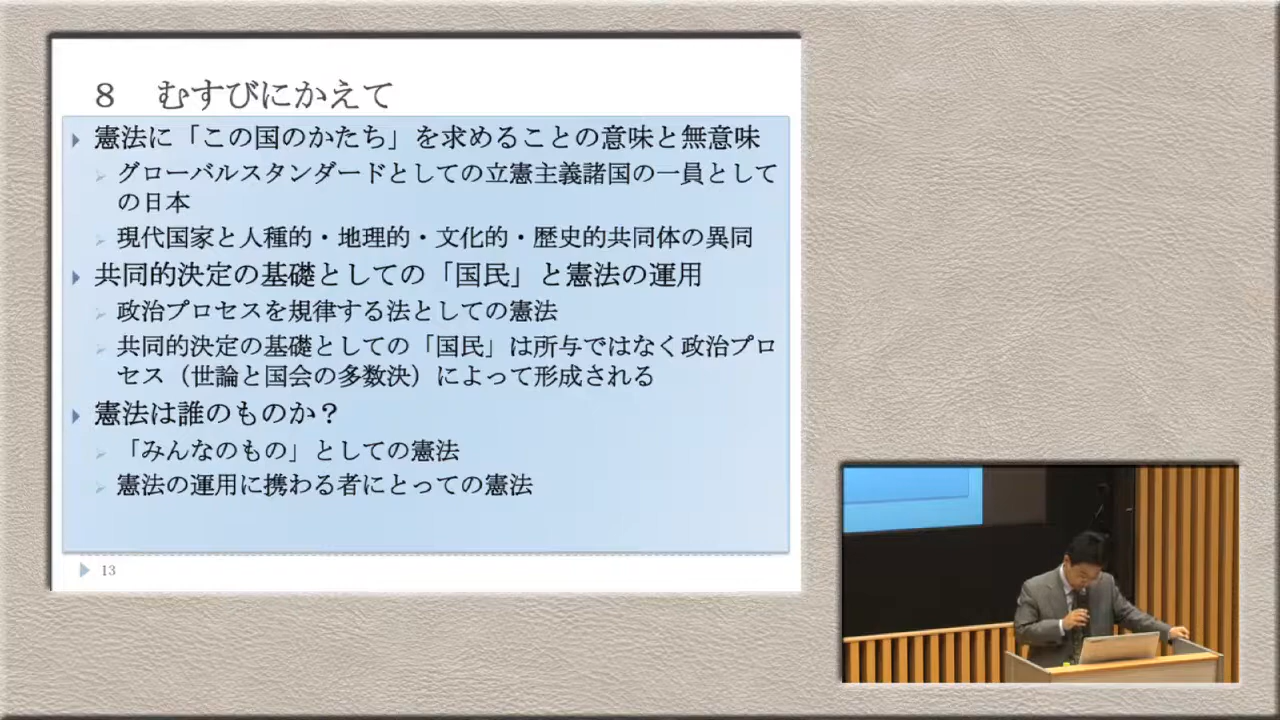 8 むすびにかえて
憲法に「この国のかたち」を求めることの意味と無意味
グローバルスタンダードとしての立憲主義諸国の一員として
の日本
現代国家と人種的・地理的・文化的・歴史的共同体の異同
共同的決定の基礎としての「国民」と憲法の運用
政治プロセスを規律する法としての憲法
共同的決定の基礎としての「国民」は所与ではなく政治プロ
セス（世論と国会の多数決）によって形成される
憲法は誰のものか？
「みんなのもの」としての憲法
憲法の運用に携わる者にとっての憲法
13